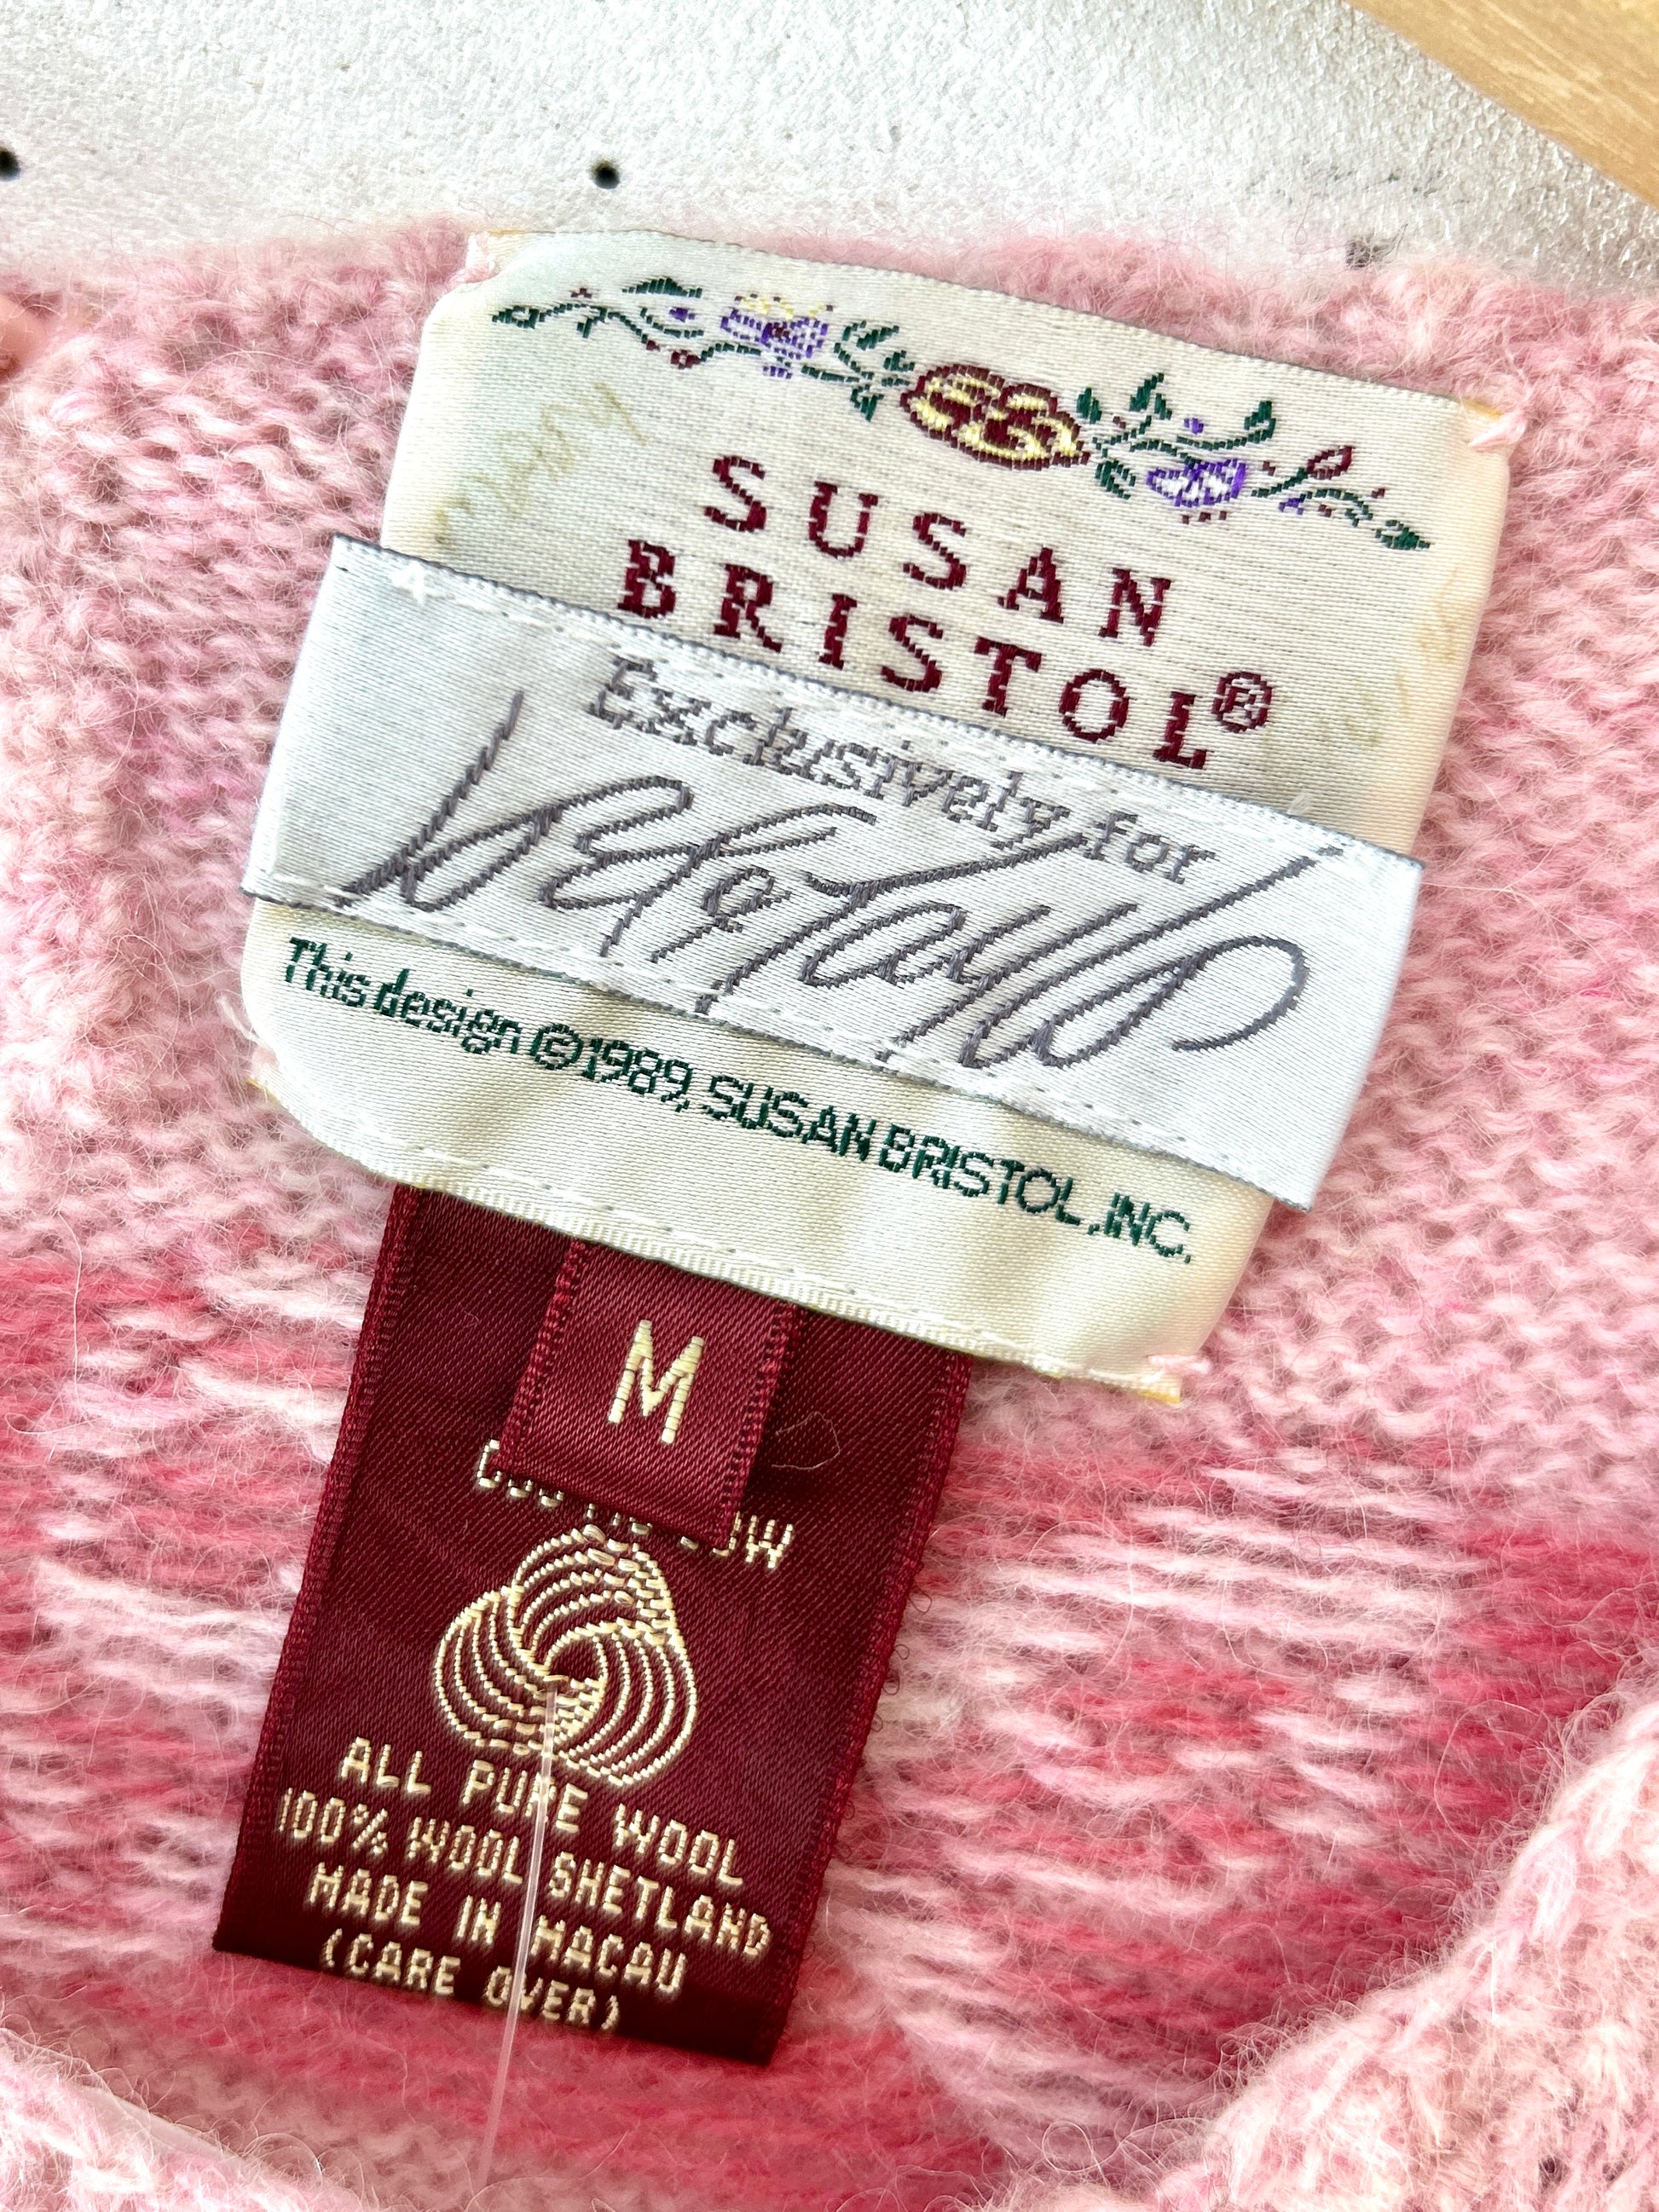 SUSAN
BRISTOL®
Exclusively for
This design ©1989, SUSAN BRISTOL, INC.
M
ALL PURE WOOL
100% WOOL SHETLAND
MADE IN MACAU
(CARE OVER)